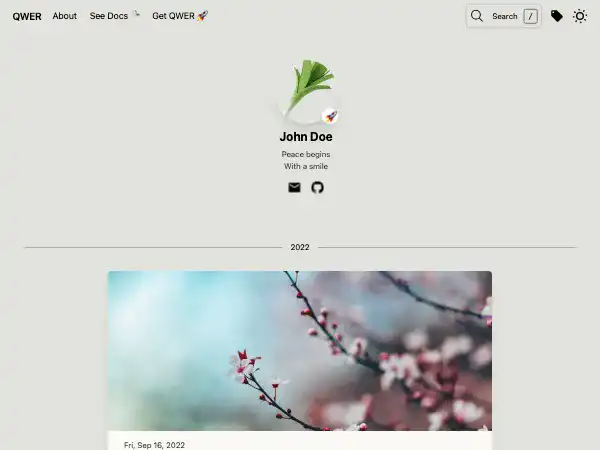 QWER About See Docs Get QWER 🚀 Search /
John Doe
Peace begins
With a smile
2022
Fri, Sep 16, 2022